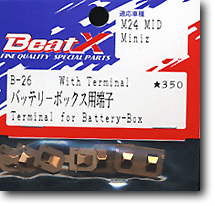 適応車種
BeatX
M24 MID
Miniz
FINE QUALITY SPECIAL PARTS
B-26 With Terminal
★350
バッテリーボックス用端子
Terminal for Battery-Box